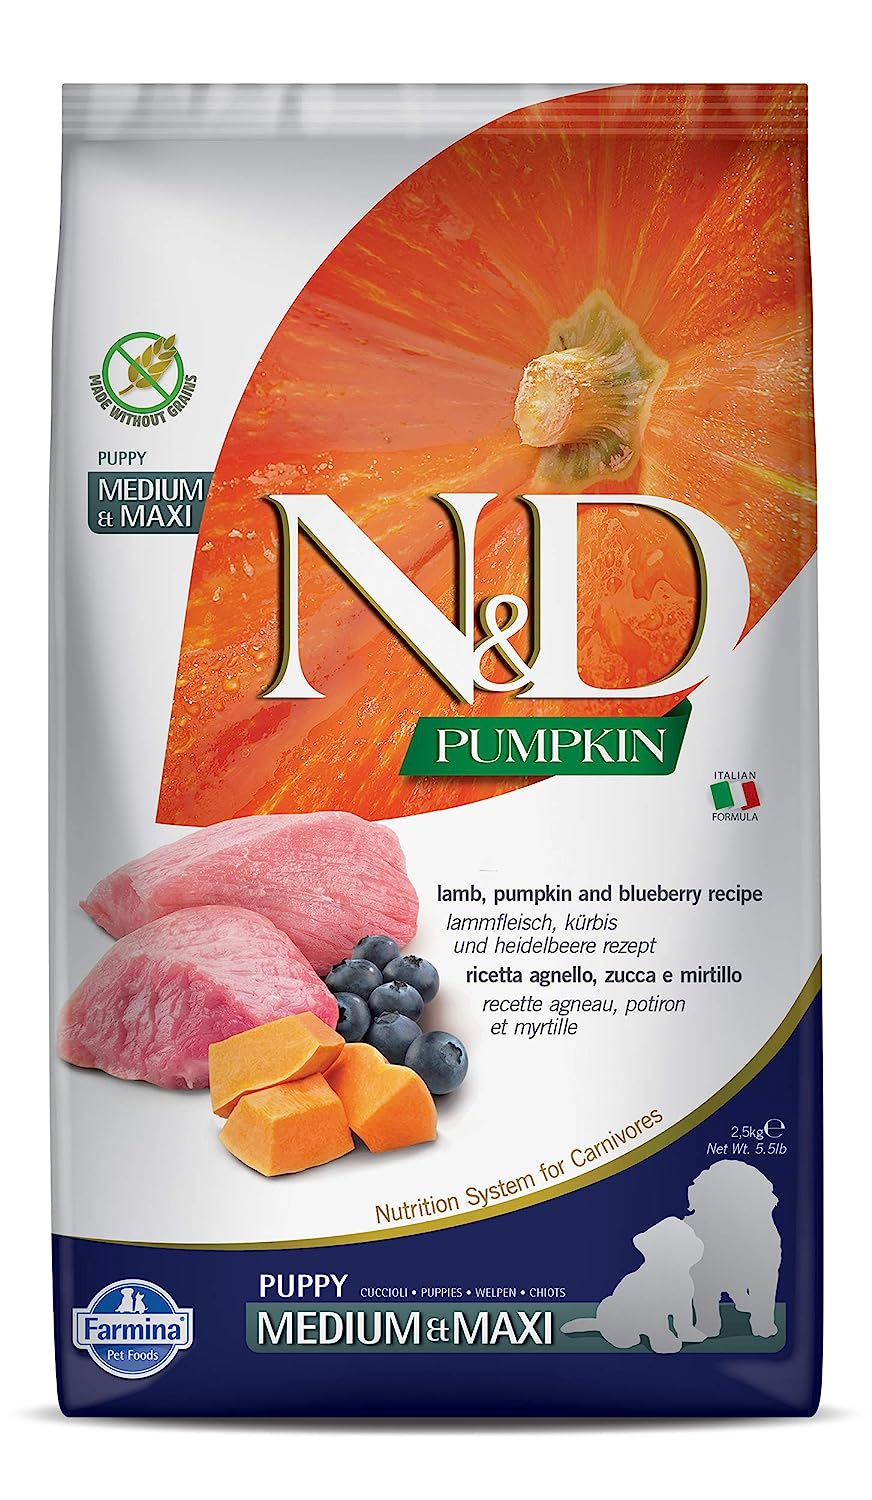 MADE WITHOUT GRAINS
PUPPY
MEDIUM
& MAXI
N&D
PUMPKIN
ITALIAN
FORMULA
lamb, pumpkin and blueberry recipe
lammfleisch, kürbis
und heidelbeere rezept
ricetta agnello, zucca e mirtillo
recette agneau, potiron
et myrtille
2,5kg℮
Net Wt. 5.5lb
Nutrition System for Carnivores
PUPPY CUCCIOLI • PUPPIES • WELPEN • CHIOTS
MEDIUM & MAXI
Farmina
Pet Foods